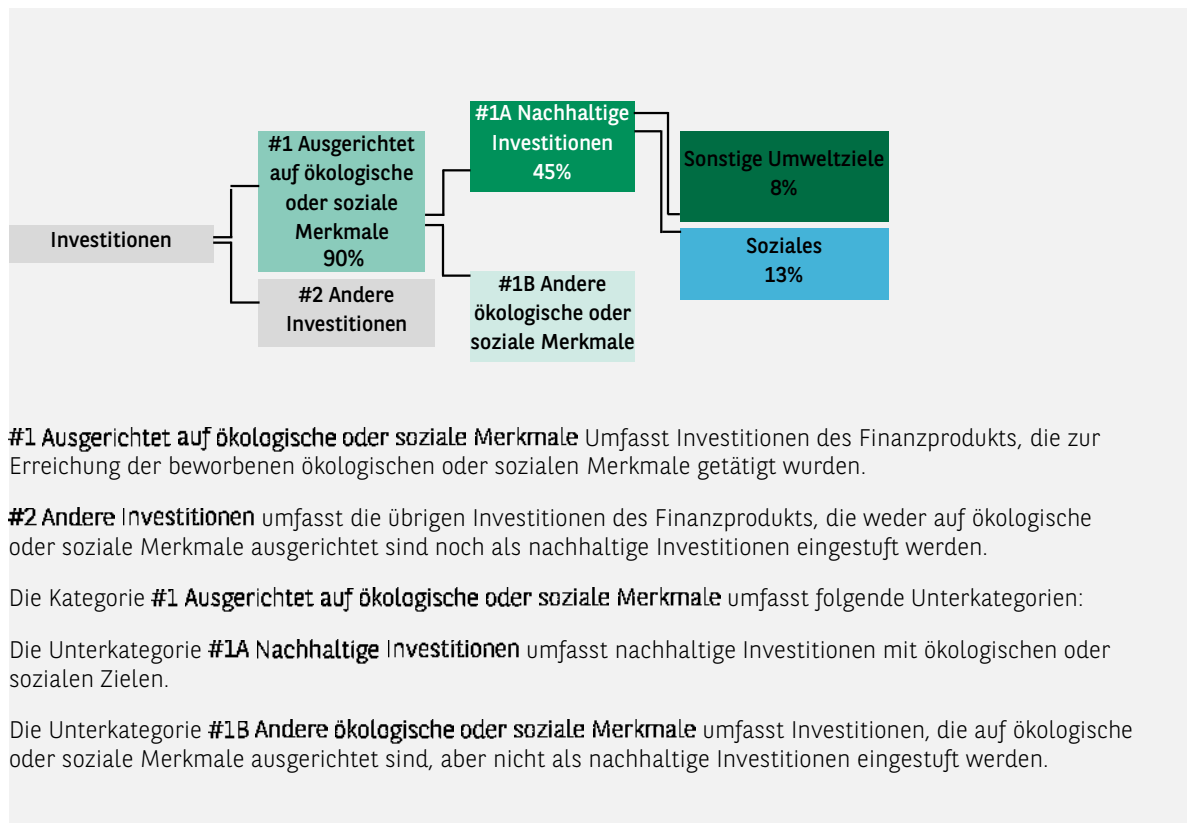 #1A Nachhaltige
Investitionen
45%
#1 Ausgerichtet
auf ökologische
oder soziale
Merkmale
90%
Sonstige Umweltziele
8%
Investitionen
Soziales
13%
#2 Andere
Investitionen
#1B Andere
ökologische oder
soziale Merkmale
#1 Ausgerichtet auf ökologische oder soziale Merkmale Umfasst Investitionen des Finanzprodukts, die zur
Erreichung der beworbenen ökologischen oder sozialen Merkmale getätigt wurden.
#2 Andere Investitionen umfasst die übrigen Investitionen des Finanzprodukts, die weder auf ökologische
oder soziale Merkmale ausgerichtet sind noch als nachhaltige Investitionen eingestuft werden.
Die Kategorie #1 Ausgerichtet auf ökologische oder soziale Merkmale umfasst folgende Unterkategorien:
Die Unterkategorie #1A Nachhaltige Investitionen umfasst nachhaltige Investitionen mit ökologischen oder
sozialen Zielen.
Die Unterkategorie #1B Andere ökologische oder soziale Merkmale umfasst Investitionen, die auf ökologische
oder soziale Merkmale ausgerichtet sind, aber nicht als nachhaltige Investitionen eingestuft werden.